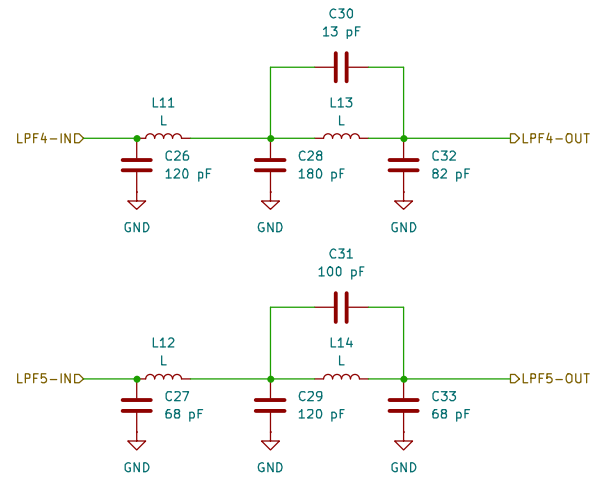 C30
13 pF
L11
L
L13
L
LPF4-IN
LPF4-OUT
C26
120 pF
C28
180 pF
C32
82 pF
GND
GND
GND
C31
100 pF
L12
L
L14
L
LPF5-IN
LPF5-OUT
C27
68 pF
C29
120 pF
C33
68 pF
GND
GND
GND